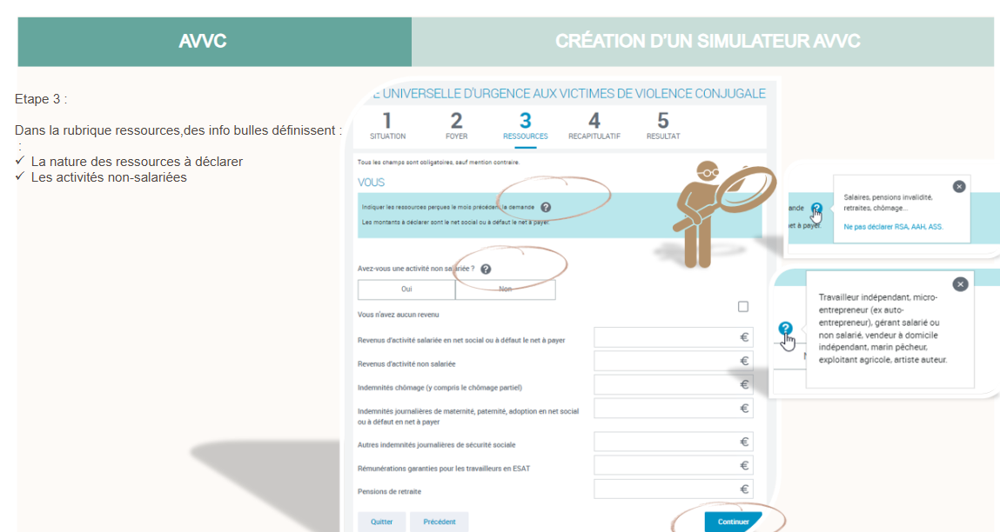 AVVC
CRÉATION D'UN SIMULATEUR AVVC
Etape 3 :
Dans la rubrique ressources,des info bulles définissent :
:
✓ La nature des ressources à déclarer
✓ Les activités non-salariées
E UNIVERSELLE D'URGENCE AUX VICTIMES DE VIOLENCE CONJUGALE
1 2 3 4 5
SITUATION FOYER RESSOURCES RECAPITULATIF RESULTAT
Tous les champs sont obligatoires, sauf mention contraire.
VOUS
Indiquer les ressources perçues le mois précédent la demande ?
Les montants à déclarer sont le net social ou à défaut le net à payer.
Avez-vous une activité non salariée ? ?
Oui Non
Vous n'avez aucun revenu
Revenus d'activité salariée en net social ou à défaut le net à payer €
Revenus d'activité non salariée €
Indemnités chômage (y compris le chômage partiel) €
Indemnités journalières de maternité, paternité, adoption en net social €
ou à défaut en net à payer
Autres indemnités journalières de sécurité sociale €
Rémunérations garanties pour les travailleurs en ESAT €
Pensions de retraite €
Quitter Précédent Continuer
ande ?
et à payer.
Salaires, pensions invalidité,
retraites, chômage...
Ne pas déclarer RSA, AAH, ASS.
?
Travailleur indépendant, micro-
entrepreneur (ex auto-
entrepreneur), gérant salarié ou
non salarié, vendeur à domicile
indépendant, marin pêcheur,
exploitant agricole, artiste auteur.